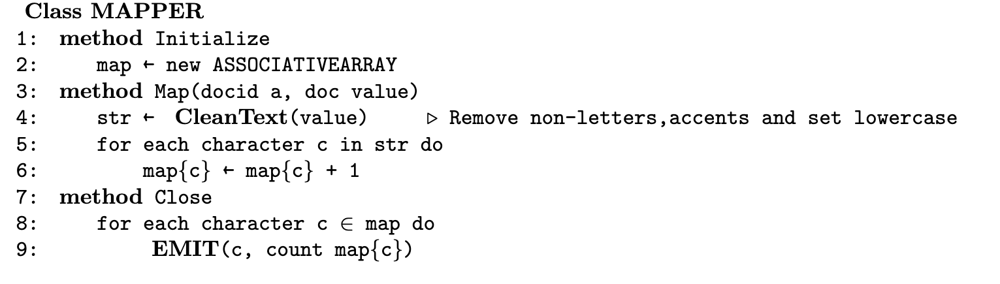 Class MAPPER
1: method Initialize
2: map ← new ASSOCIATIVEARRAY
3: method Map(docid a, doc value)
4: str ← CleanText(value) ▷ Remove non-letters,accents and set lowercase
5: for each character c in str do
6: map{c} ← map{c} + 1
7: method Close
8: for each character c ∈ map do
9: EMIT(c, count map{c})